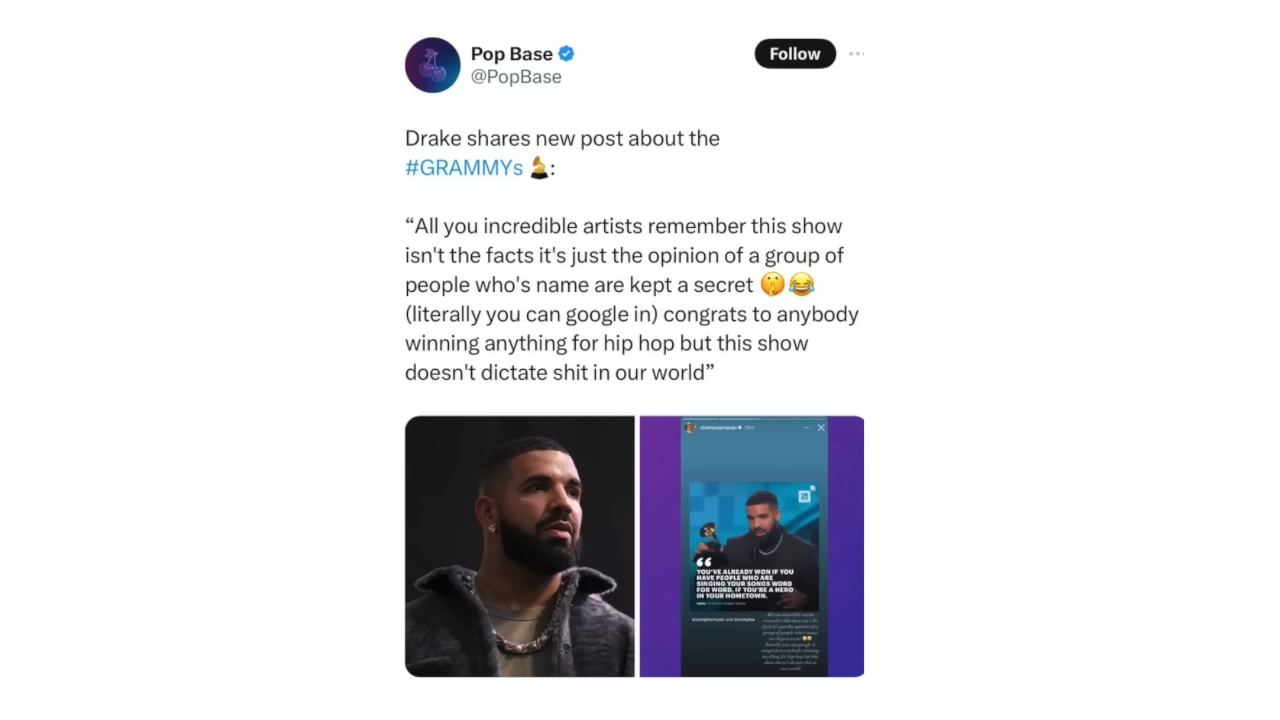 Pop Base
Follow
@PopBase
Drake shares new post about the
#GRAMMYs :
“All you incredible artists remember this show
isn't the facts it's just the opinion of a group of
people who's name are kept a secret 🤫😂
(literally you can google in) congrats to anybody
winning anything for hip hop but this show
doesn't dictate shit in our world”
champagnepapi
YOU'VE ALREADY WON IF YOU
HAVE PEOPLE WHO ARE
SINGING YOUR SONGS WORD
FOR WORD, IF YOU'RE A HERO
IN YOUR HOMETOWN.